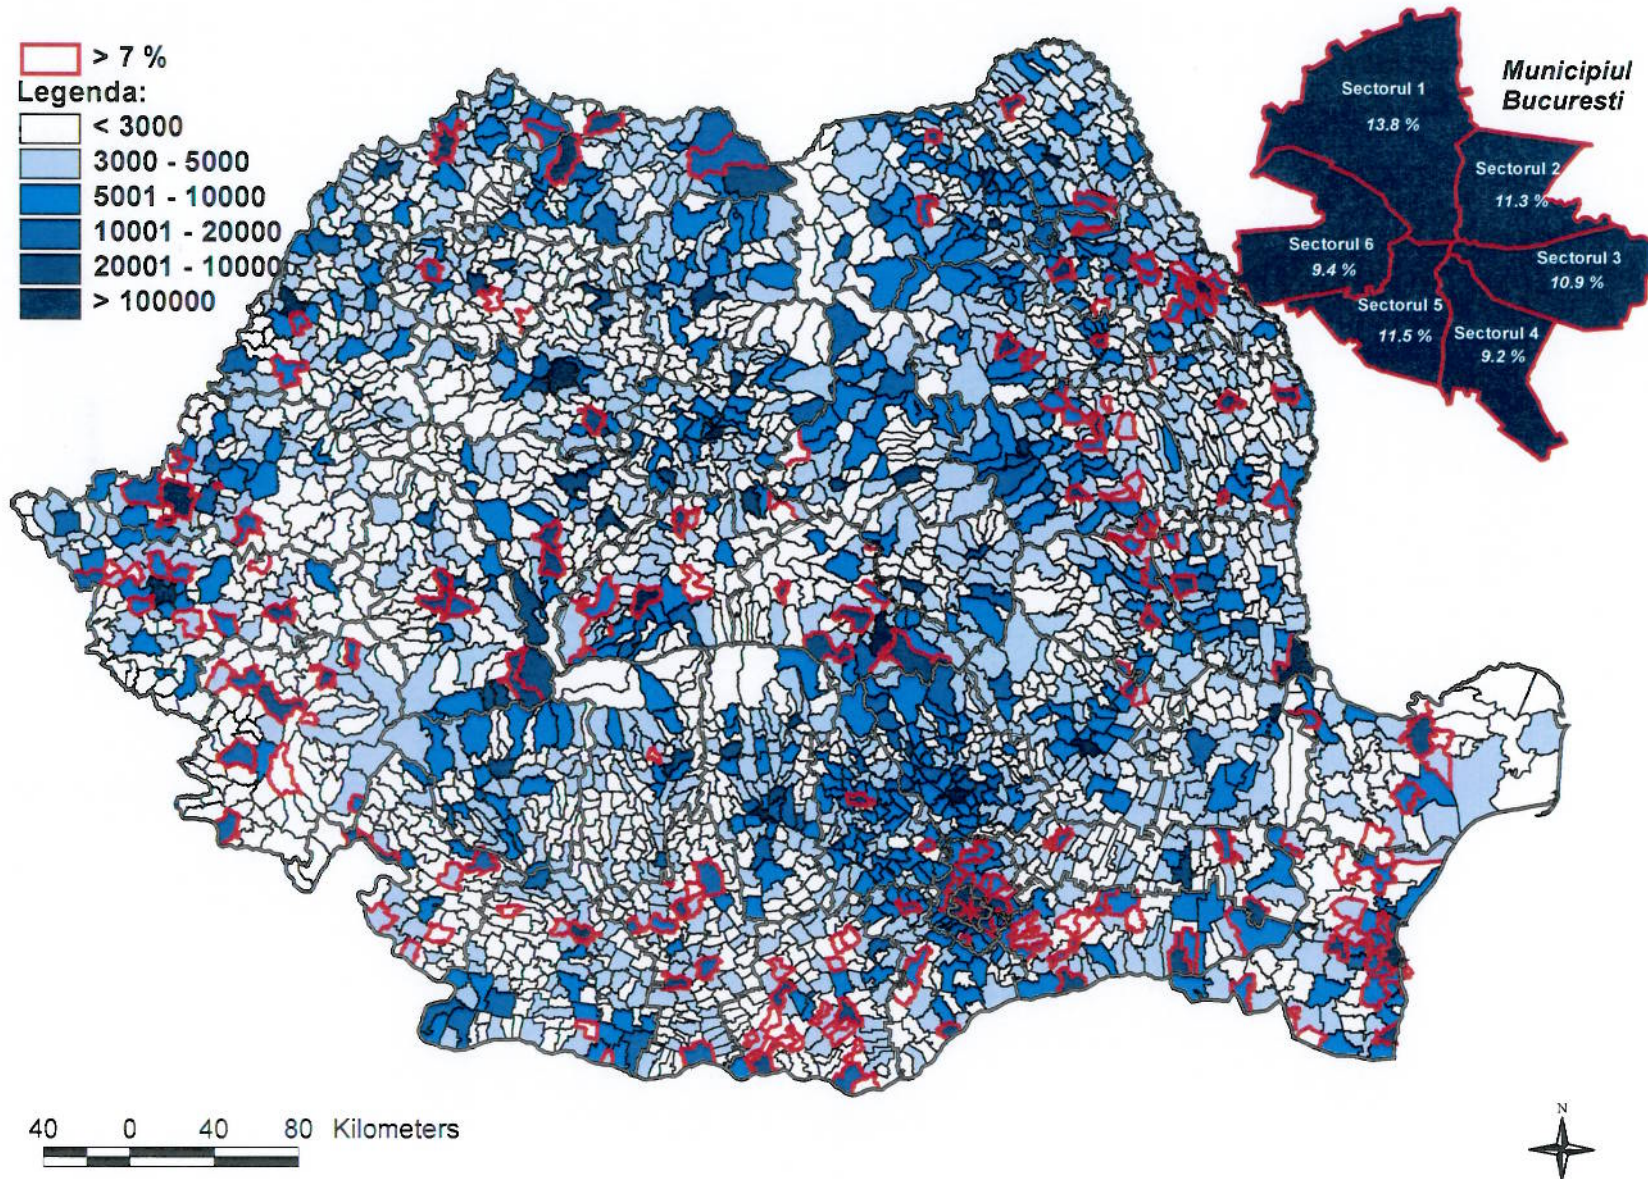 > 7 %
Legenda:
< 3000
3000 - 5000
5001 - 10000
10001 - 20000
20001 - 10000
> 100000
Municipiul
Bucuresti
Sectorul 1
13.8 %
Sectorul 2
11.3 %
Sectorul 6
9.4 %
Sectorul 3
10.9 %
Sectorul 5
11.5 %
Sectorul 4
9.2 %
40 0 40 80 Kilometers
N